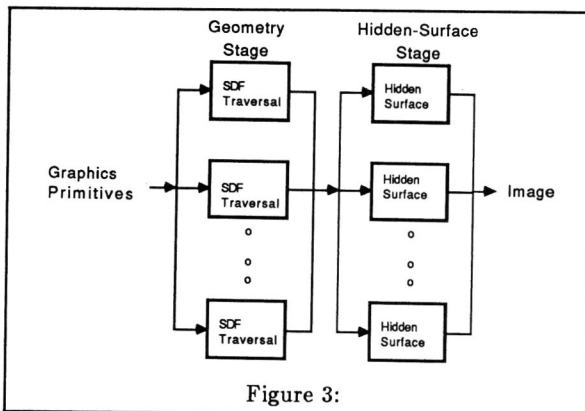 Geometry
Stage
Hidden-Surface
Stage
SDF
Traversal
Hidden
Surface
Graphics
Primitives
SDF
Traversal
Hidden
Surface
Image
o
o
o
o
o
o
SDF
Traversal
Hidden
Surface
Figure 3: